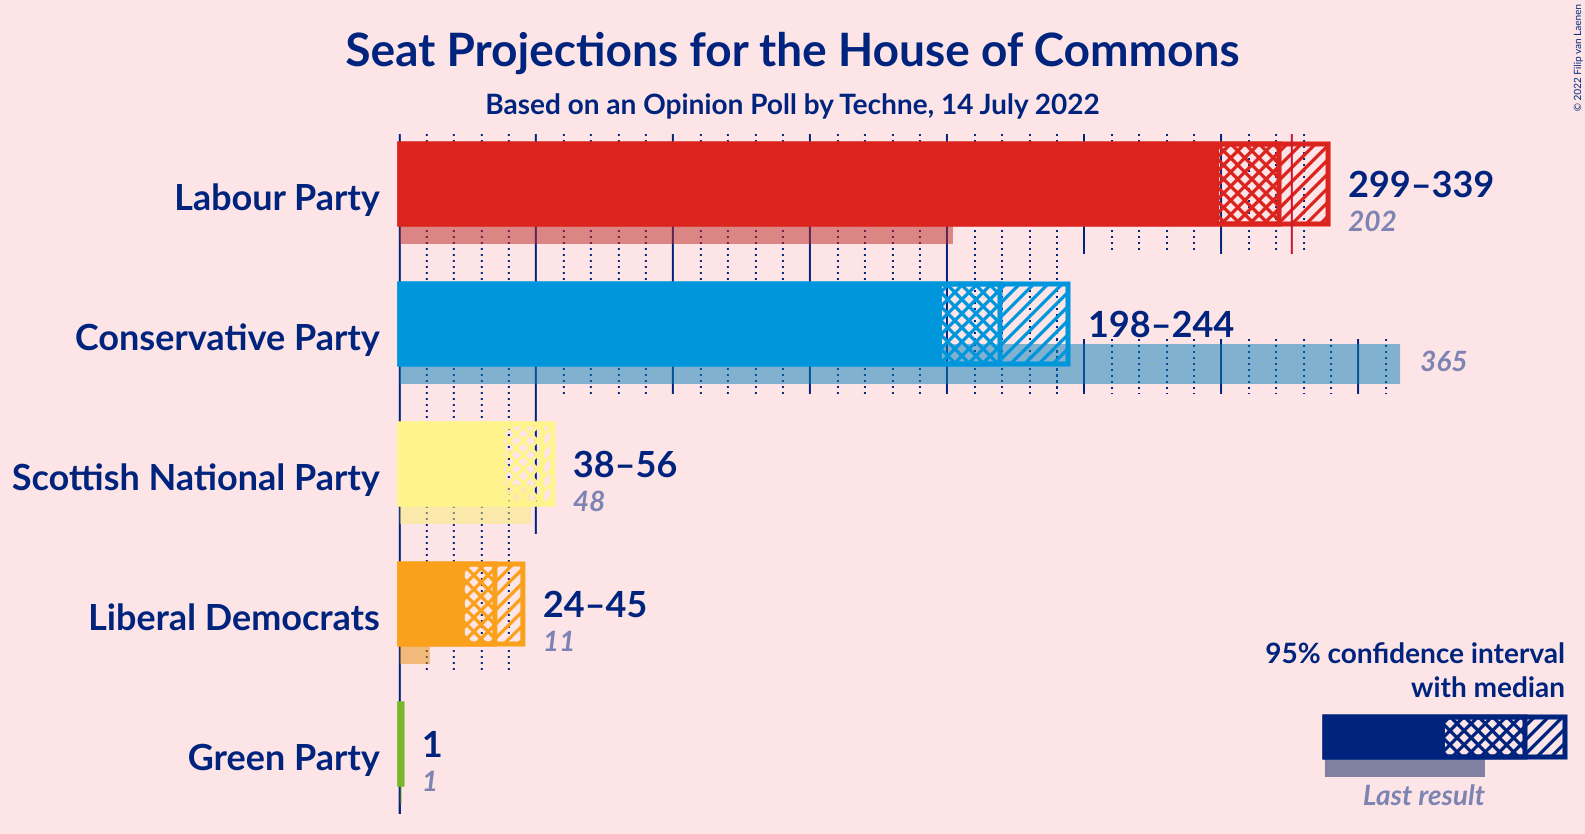 Seat Projections for the House of Commons
Based on an Opinion Poll by Techne, 14 July 2022
© 2022 Filip van Laenen
Labour Party
299–339
202
Conservative Party
198–244
365
Scottish National Party
38–56
48
Liberal Democrats
24–45
11
Green Party
1
1
95% confidence interval
with median
Last result